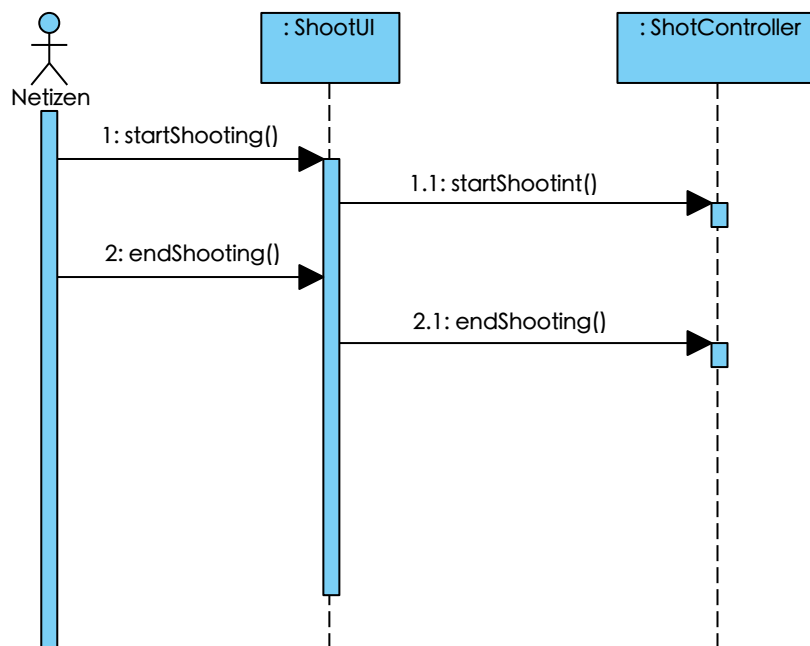 : ShootUI
: ShotController
Netizen
1: startShooting()
1.1: startShootint()
2: endShooting()
2.1: endShooting()